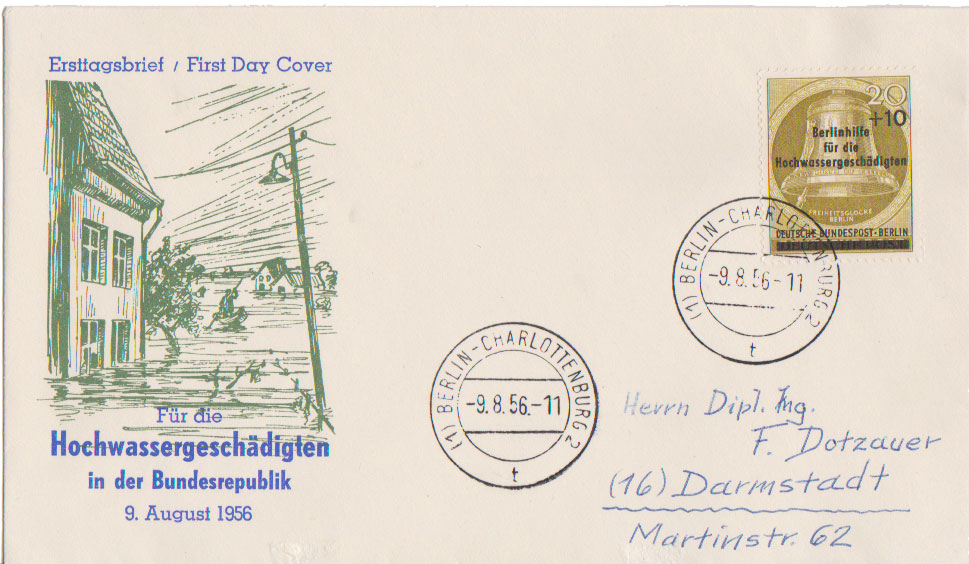 Ersttagsbrief / First Day Cover
Für die
Hochwassergeschädigten
in der Bundesrepublik
9. August 1956
20
+10
Berlinhilfe
für die
Hochwassergeschädigten
FREIHEITSGLOCKE
BERLIN
DEUTSCHE BUNDESPOST · BERLIN
(1) BERLIN-CHARLOTTENBURG 2
-9.8.56-11
t
(1) BERLIN-CHARLOTTENBURG 2
-9.8.56.-11
t
Herrn Dipl. Ing.
F. Dotzauer
(16) Darmstadt
Martinstr. 62